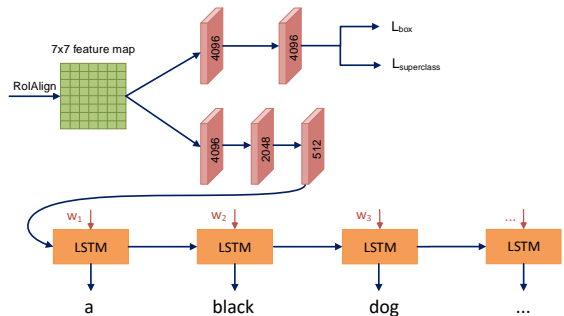 7x7 feature map
RoIAlign
4096
4096
L_box
L_superclass
4096
2048
512
w_1
w_2
w_3
...
LSTM
LSTM
LSTM
LSTM
a
black
dog
...